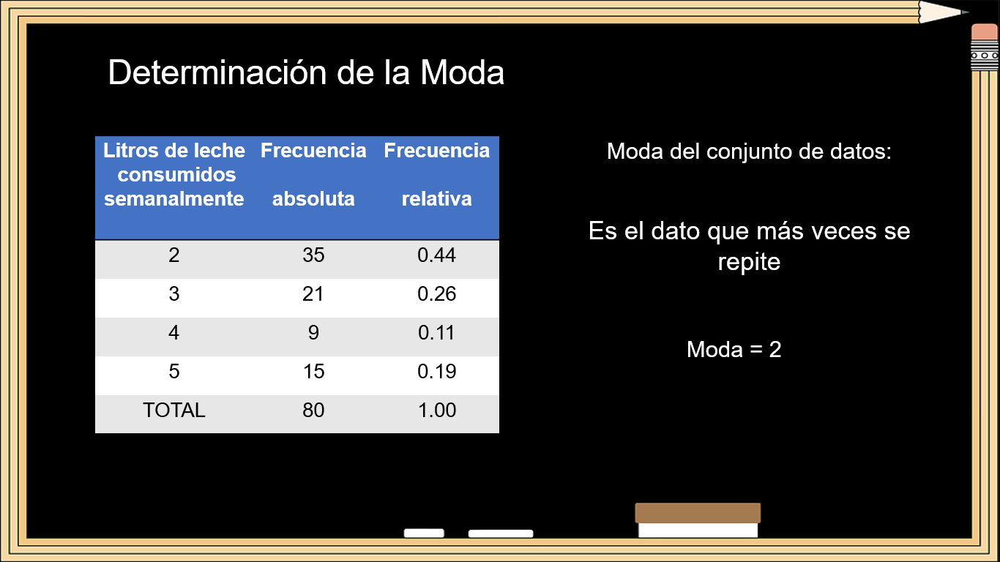 Determinación de la Moda
Litros de leche consumidos semanalmente Frecuencia absoluta Frecuencia relativa
2 35 0.44
3 21 0.26
4 9 0.11
5 15 0.19
TOTAL 80 1.00
Moda del conjunto de datos:
Es el dato que más veces se
repite
Moda = 2